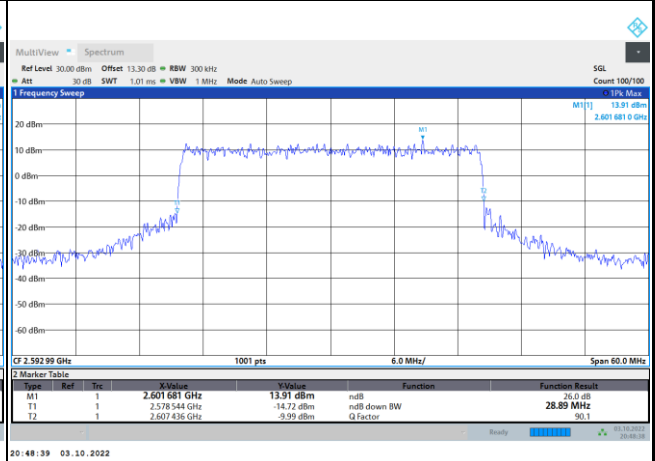 MultiView Spectrum
Ref Level 30.00 dBm Offset 13.30 dB RBW 300 kHz SGL
Att 30 dB SWT 1.01 ms VBW 1 MHz Mode Auto Sweep Count 100/100
1 Frequency Sweep 1Pk Max
M1[1] 13.91 dBm
2.601 681 0 GHz
M1
20 dBm
10 dBm
0 dBm
T2
-10 dBm
T1
-20 dBm
-30 dBm
-40 dBm
-50 dBm
-60 dBm
CF 2.592 99 GHz 1001 pts 6.0 MHz/ Span 60.0 MHz
2 Marker Table
Type Ref Trc X-Value Y-Value Function Function Result
M1 1 2.601 681 GHz 13.91 dBm ndB 26.0 dB
T1 1 2.578 544 GHz -14.72 dBm ndB down BW 28.89 MHz
T2 1 2.607 436 GHz -9.99 dBm Q Factor 90.1
Ready 03.10.2022
20:48:38
20:48:39 03.10.2022